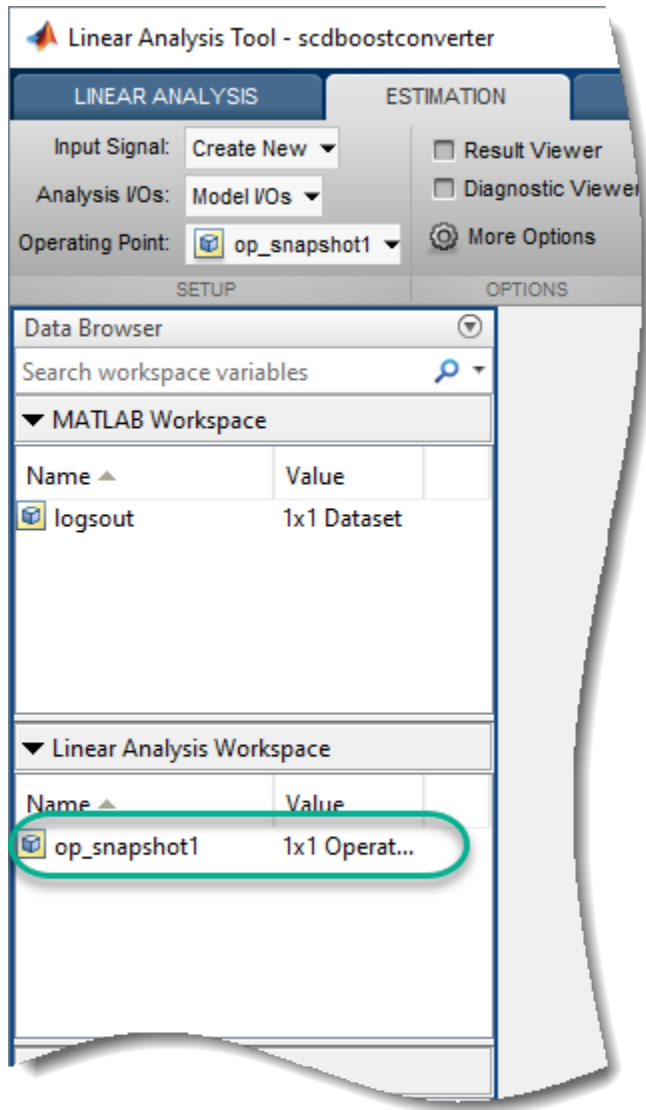 Linear Analysis Tool - scdboostconverter
LINEAR ANALYSIS ESTIMATION
Input Signal: Create New Result Viewer
Analysis I/Os: Model I/Os Diagnostic Viewer
Operating Point: op_snapshot1 More Options
SETUP OPTIONS
Data Browser
Search workspace variables
MATLAB Workspace
Name Value
logsout 1x1 Dataset
Linear Analysis Workspace
Name Value
op_snapshot1 1x1 Operat...